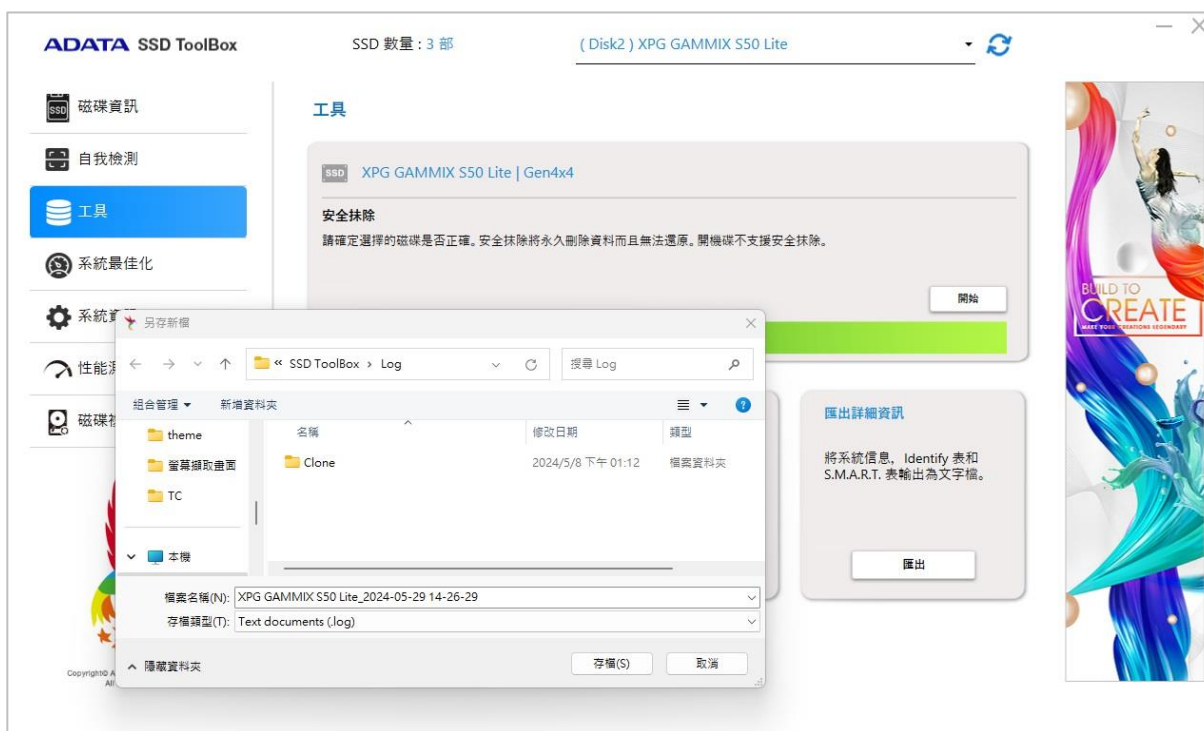 ADATA SSD ToolBox
SSD 數量 : 3 部
( Disk2 ) XPG GAMMIX S50 Lite
SSD 磁碟資訊
自我檢測
工具
系統最佳化
系統
性能
磁碟
工具
SSD XPG GAMMIX S50 Lite | Gen4x4
安全抹除
請確定選擇的磁碟是否正確。安全抹除將永久刪除資料而且無法還原。開機碟不支援安全抹除。
開始
匯出詳細資訊
將系統信息，Identify 表和
S.M.A.R.T. 表輸出為文字檔。
匯出
另存新檔
« SSD ToolBox > Log
搜尋 Log
組合管理
新增資料夾
名稱
修改日期
類型
theme
螢幕擷取畫面
TC
本機
Clone
2024/5/8 下午 01:12
檔案資料夾
檔案名稱(N): XPG GAMMIX S50 Lite_2024-05-29 14-26-29
存檔類型(T): Text documents (.log)
隱藏資料夾
存檔(S)
取消
Copyright© A
All
BUILD TO
CREATE
MAKE YOUR CREATIONS LEGENDARY